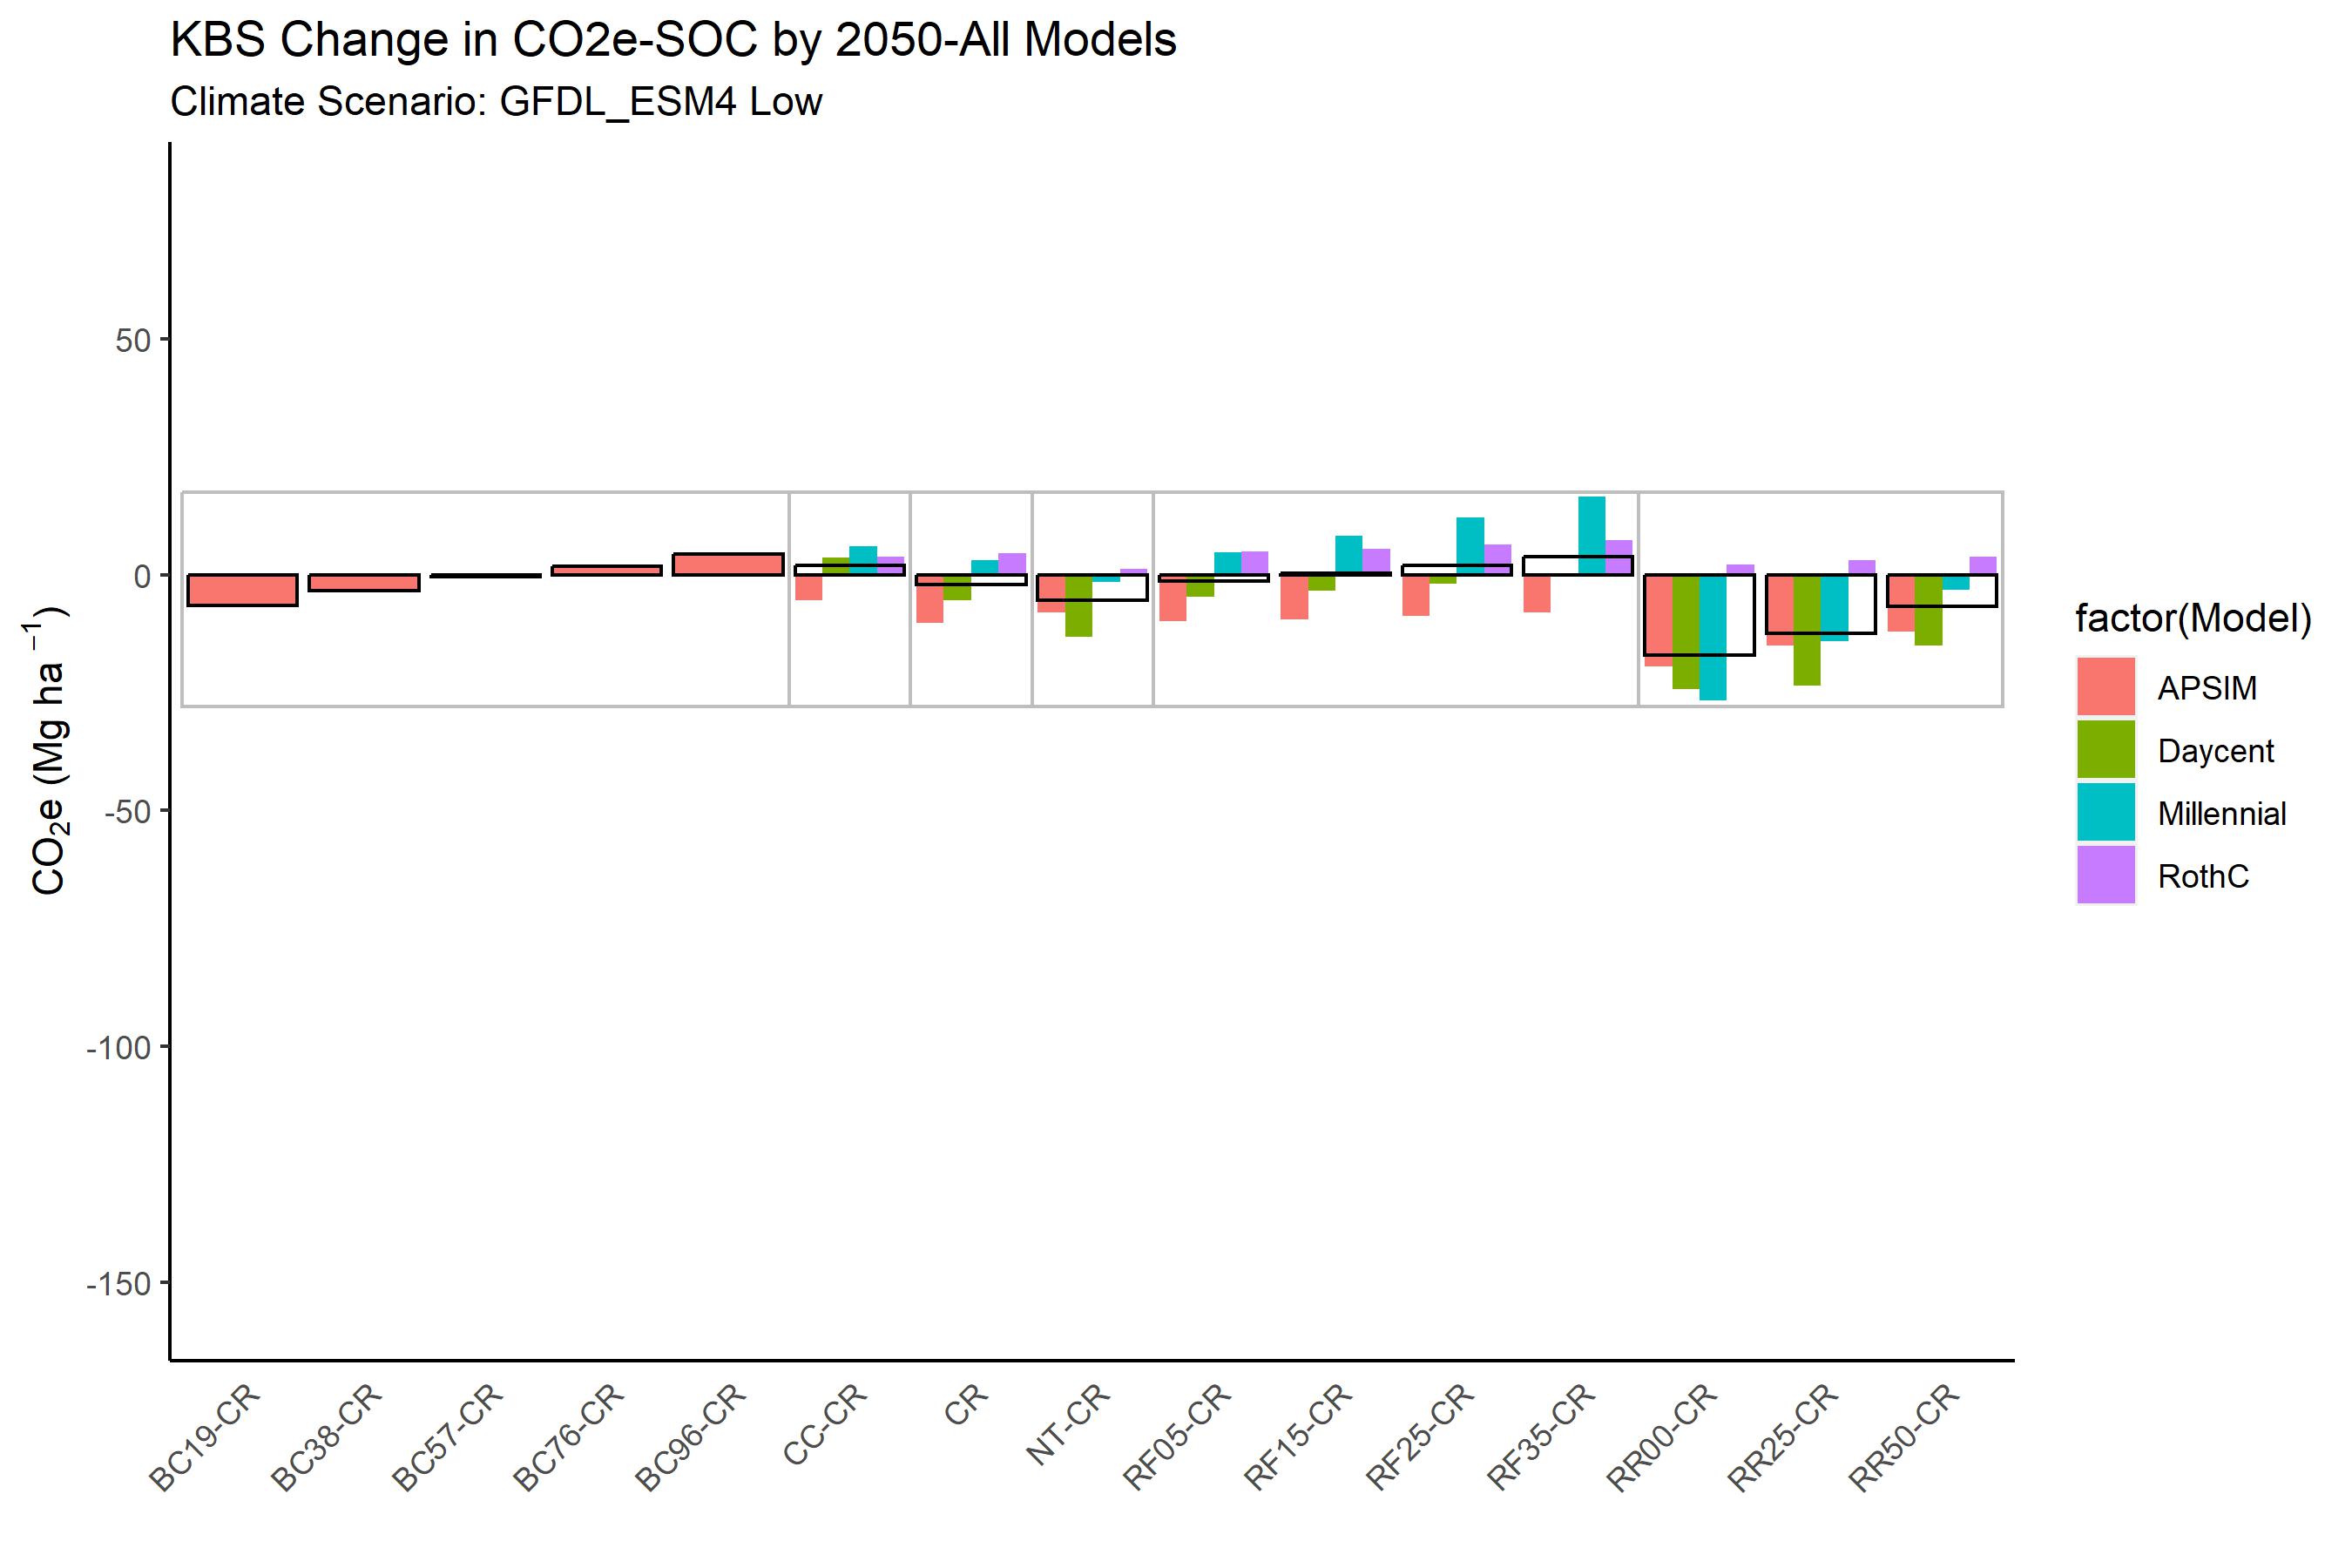 KBS Change in CO2e-SOC by 2050-All Models
Climate Scenario: GFDL_ESM4 Low
CO₂e (Mg ha⁻¹)
50
0
-50
-100
-150
BC19-CR
BC38-CR
BC57-CR
BC76-CR
BC96-CR
CC-CR
CR
NT-CR
RF05-CR
RF15-CR
RF25-CR
RF35-CR
RR00-CR
RR25-CR
RR50-CR
factor(Model)
APSIM
Daycent
Millennial
RothC